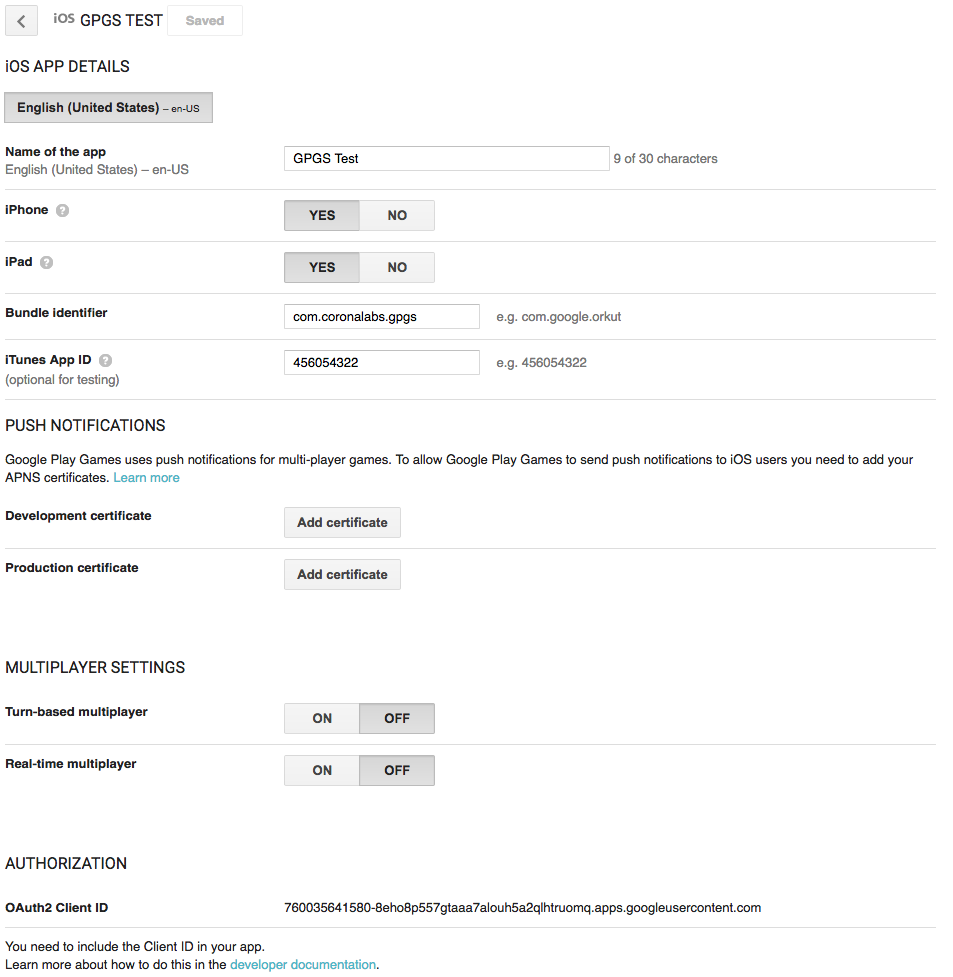 iOS GPGS TEST Saved
iOS APP DETAILS
English (United States) – en-US
Name of the app
English (United States) – en-US
GPGS Test
9 of 30 characters
iPhone ?
YES NO
iPad ?
YES NO
Bundle identifier
com.coronalabs.gpgs
e.g. com.google.orkut
iTunes App ID ?
(optional for testing)
456054322
e.g. 456054322
PUSH NOTIFICATIONS
Google Play Games uses push notifications for multi-player games. To allow Google Play Games to send push notifications to iOS users you need to add your
APNS certificates. Learn more
Development certificate
Add certificate
Production certificate
Add certificate
MULTIPLAYER SETTINGS
Turn-based multiplayer
ON OFF
Real-time multiplayer
ON OFF
AUTHORIZATION
OAuth2 Client ID
760035641580-8eho8p557gtaaa7alouh5a2qlhtruomq.apps.googleusercontent.com
You need to include the Client ID in your app.
Learn more about how to do this in the developer documentation.